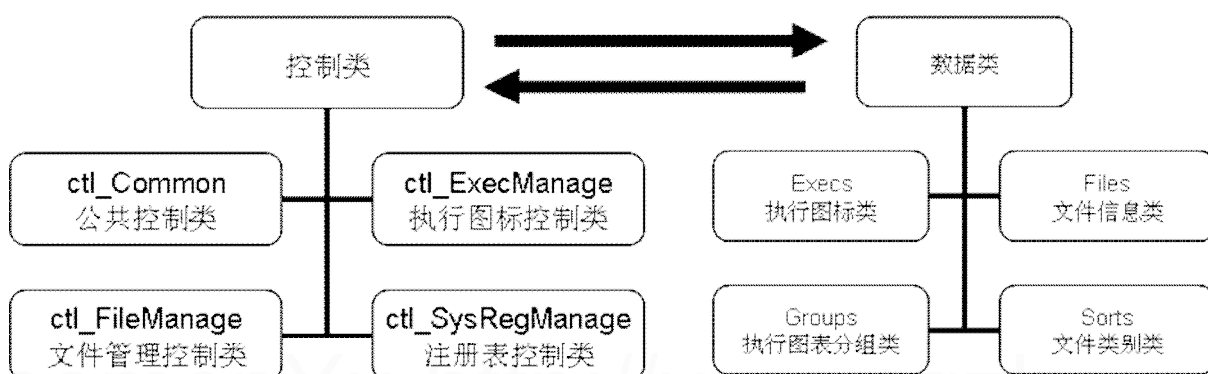 控制类
数据类
ctl_Common
公共控制类
ctl_ExecManage
执行图标控制类
Execs
执行图标类
Files
文件信息类
ctl_FileManage
文件管理控制类
ctl_SysRegManage
注册表控制类
Groups
执行图表分组类
Sorts
文件类别类